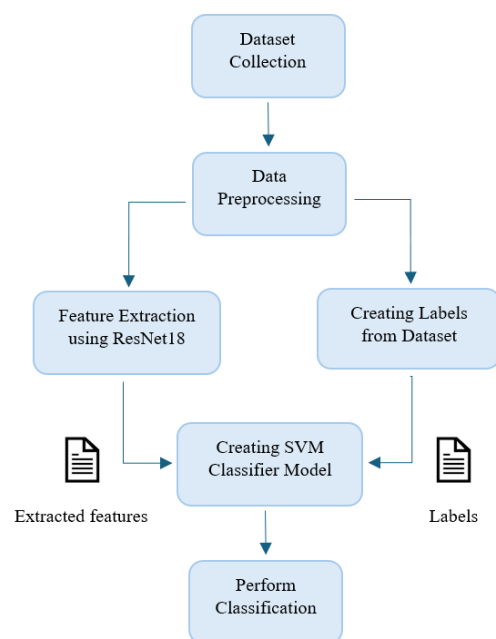 Dataset
Collection
Data
Preprocessing
Feature Extraction
using ResNet18
Creating Labels
from Dataset
Creating SVM
Classifier Model
Extracted features
Labels
Perform
Classification